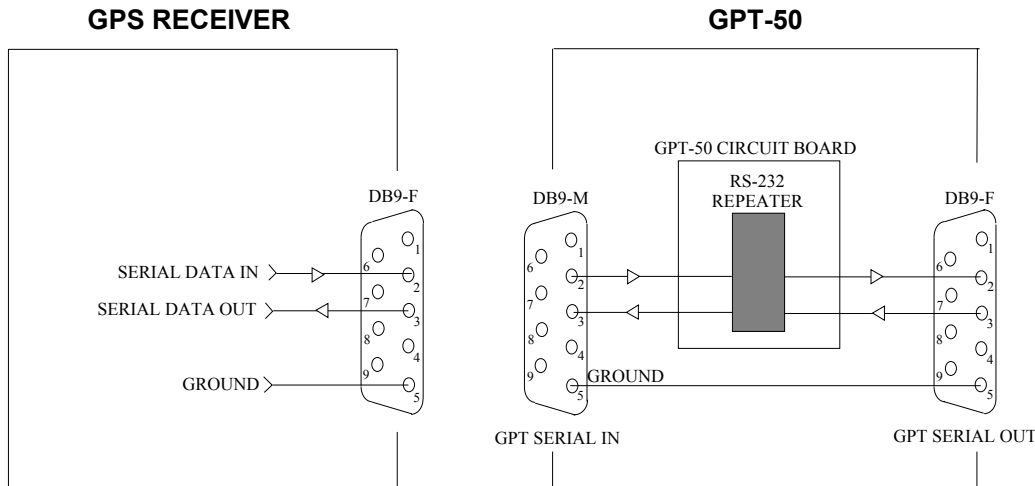 GPS RECEIVER
DB9-F
1
6
SERIAL DATA IN
2
7
SERIAL DATA OUT
3
8
4
9
GROUND
5
GPT-50
GPT-50 CIRCUIT BOARD
RS-232
REPEATER
DB9-M
1
6
2
7
3
8
4
9
5
GROUND
GPT SERIAL IN
DB9-F
1
6
2
7
3
8
4
9
5
GPT SERIAL OUT